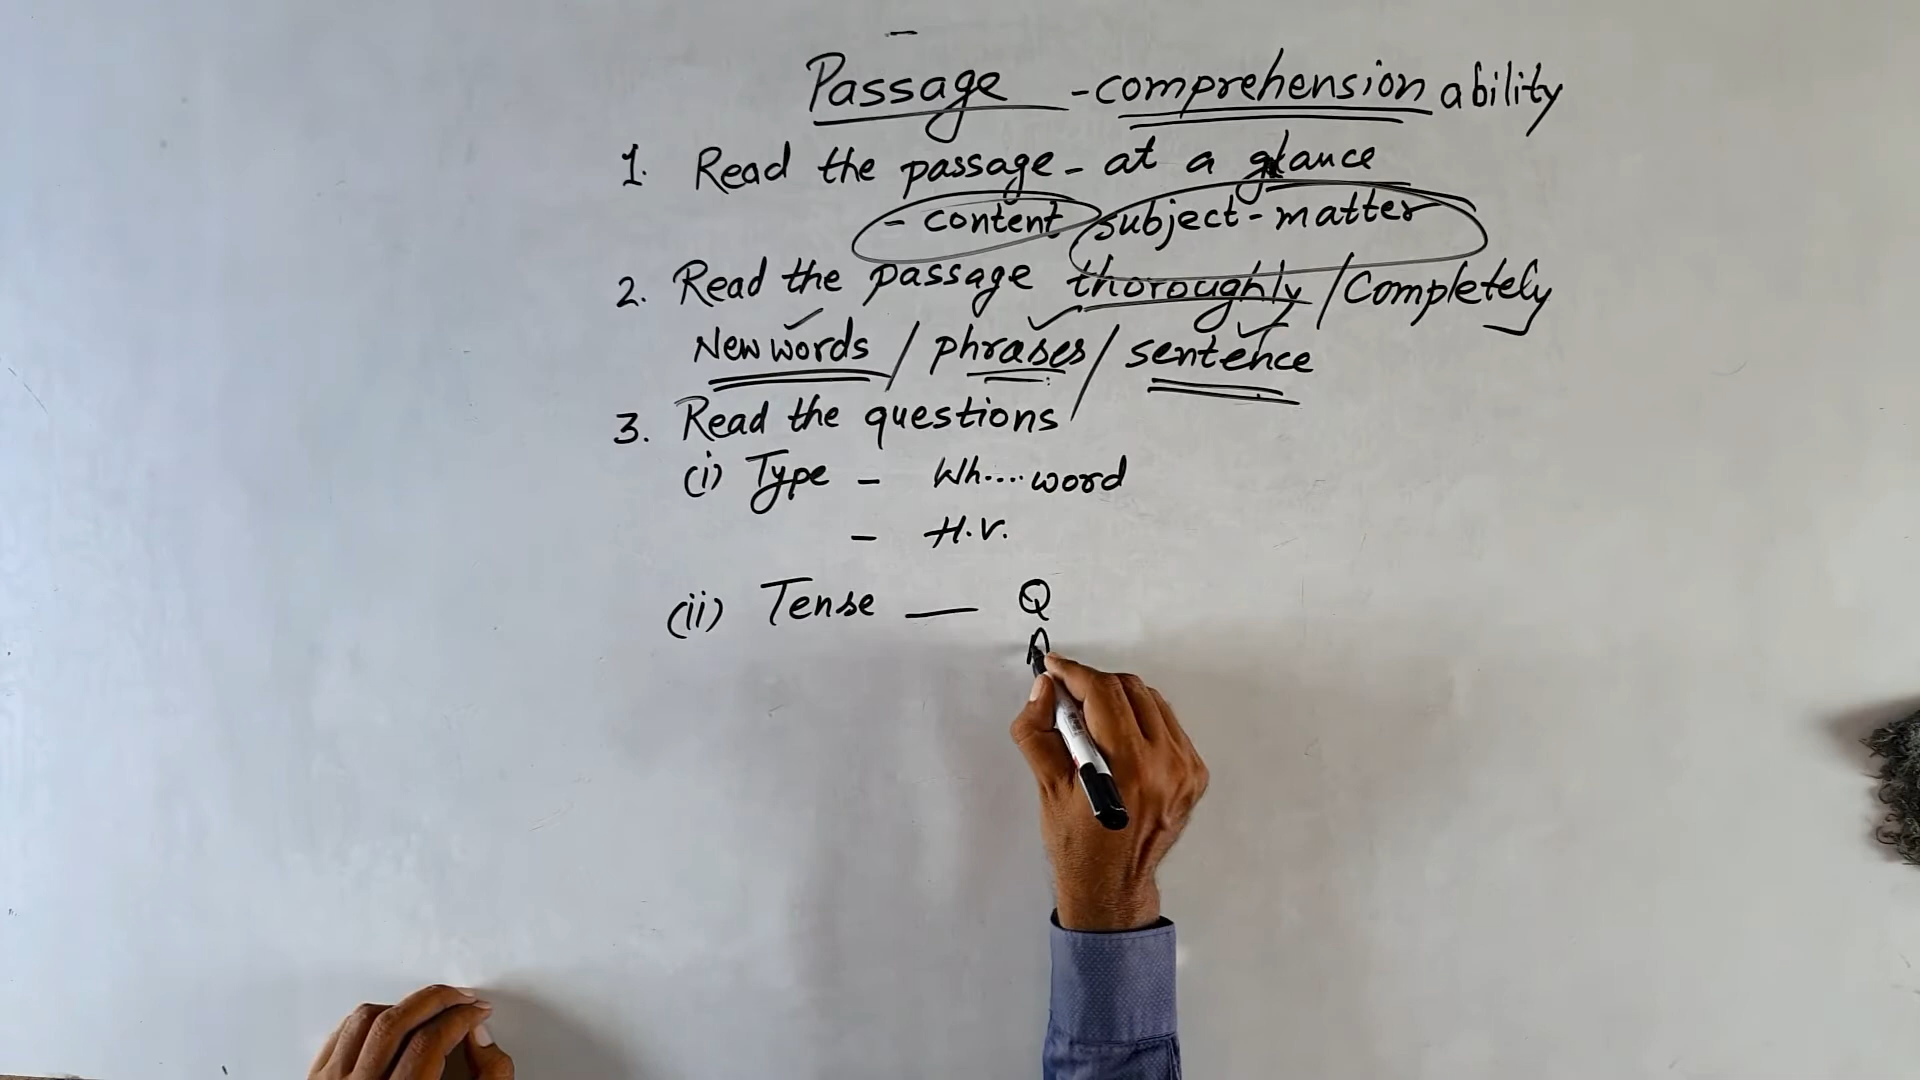 Passage - comprehension ability
1. Read the passage - at a glance
- content subject-matter
2. Read the passage thoroughly / Completely
New words / phrases / sentence
3. Read the questions
(i) Type - Wh....word
- H.V.
(ii) Tense — Q
A